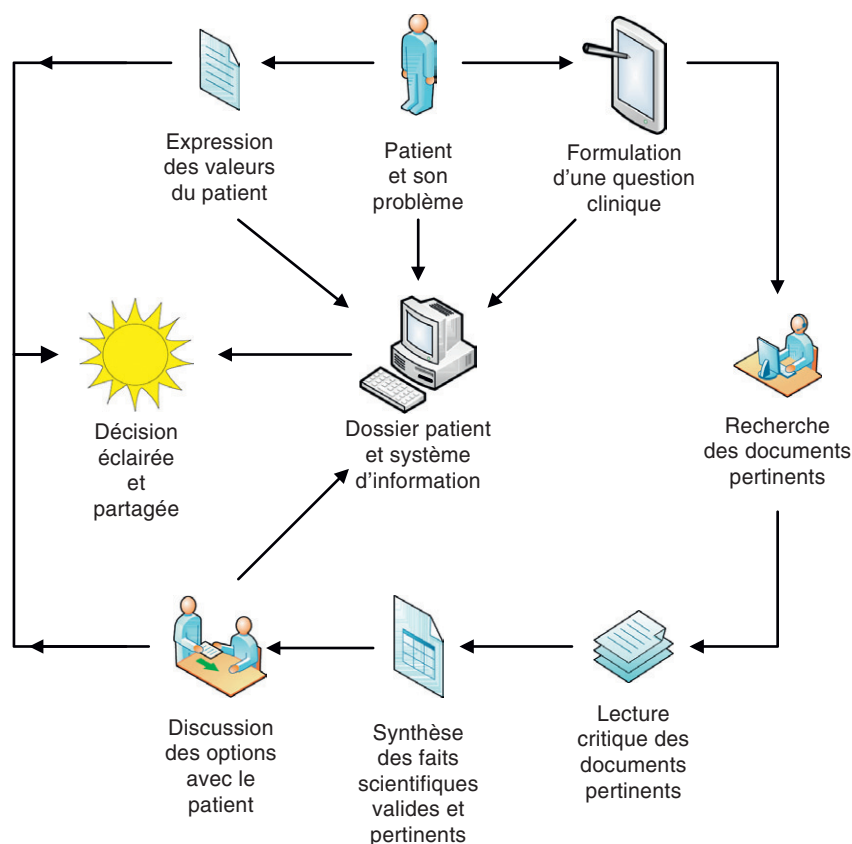 Expression
des valeurs
du patient
Patient
et son
problème
Formulation
d'une question
clinique
Décision
éclairée
et
partagée
Dossier patient
et système
d'information
Recherche
des documents
pertinents
Discussion
des options
avec le
patient
Synthèse
des faits
scientifiques
valides et
pertinents
Lecture
critique des
documents
pertinents